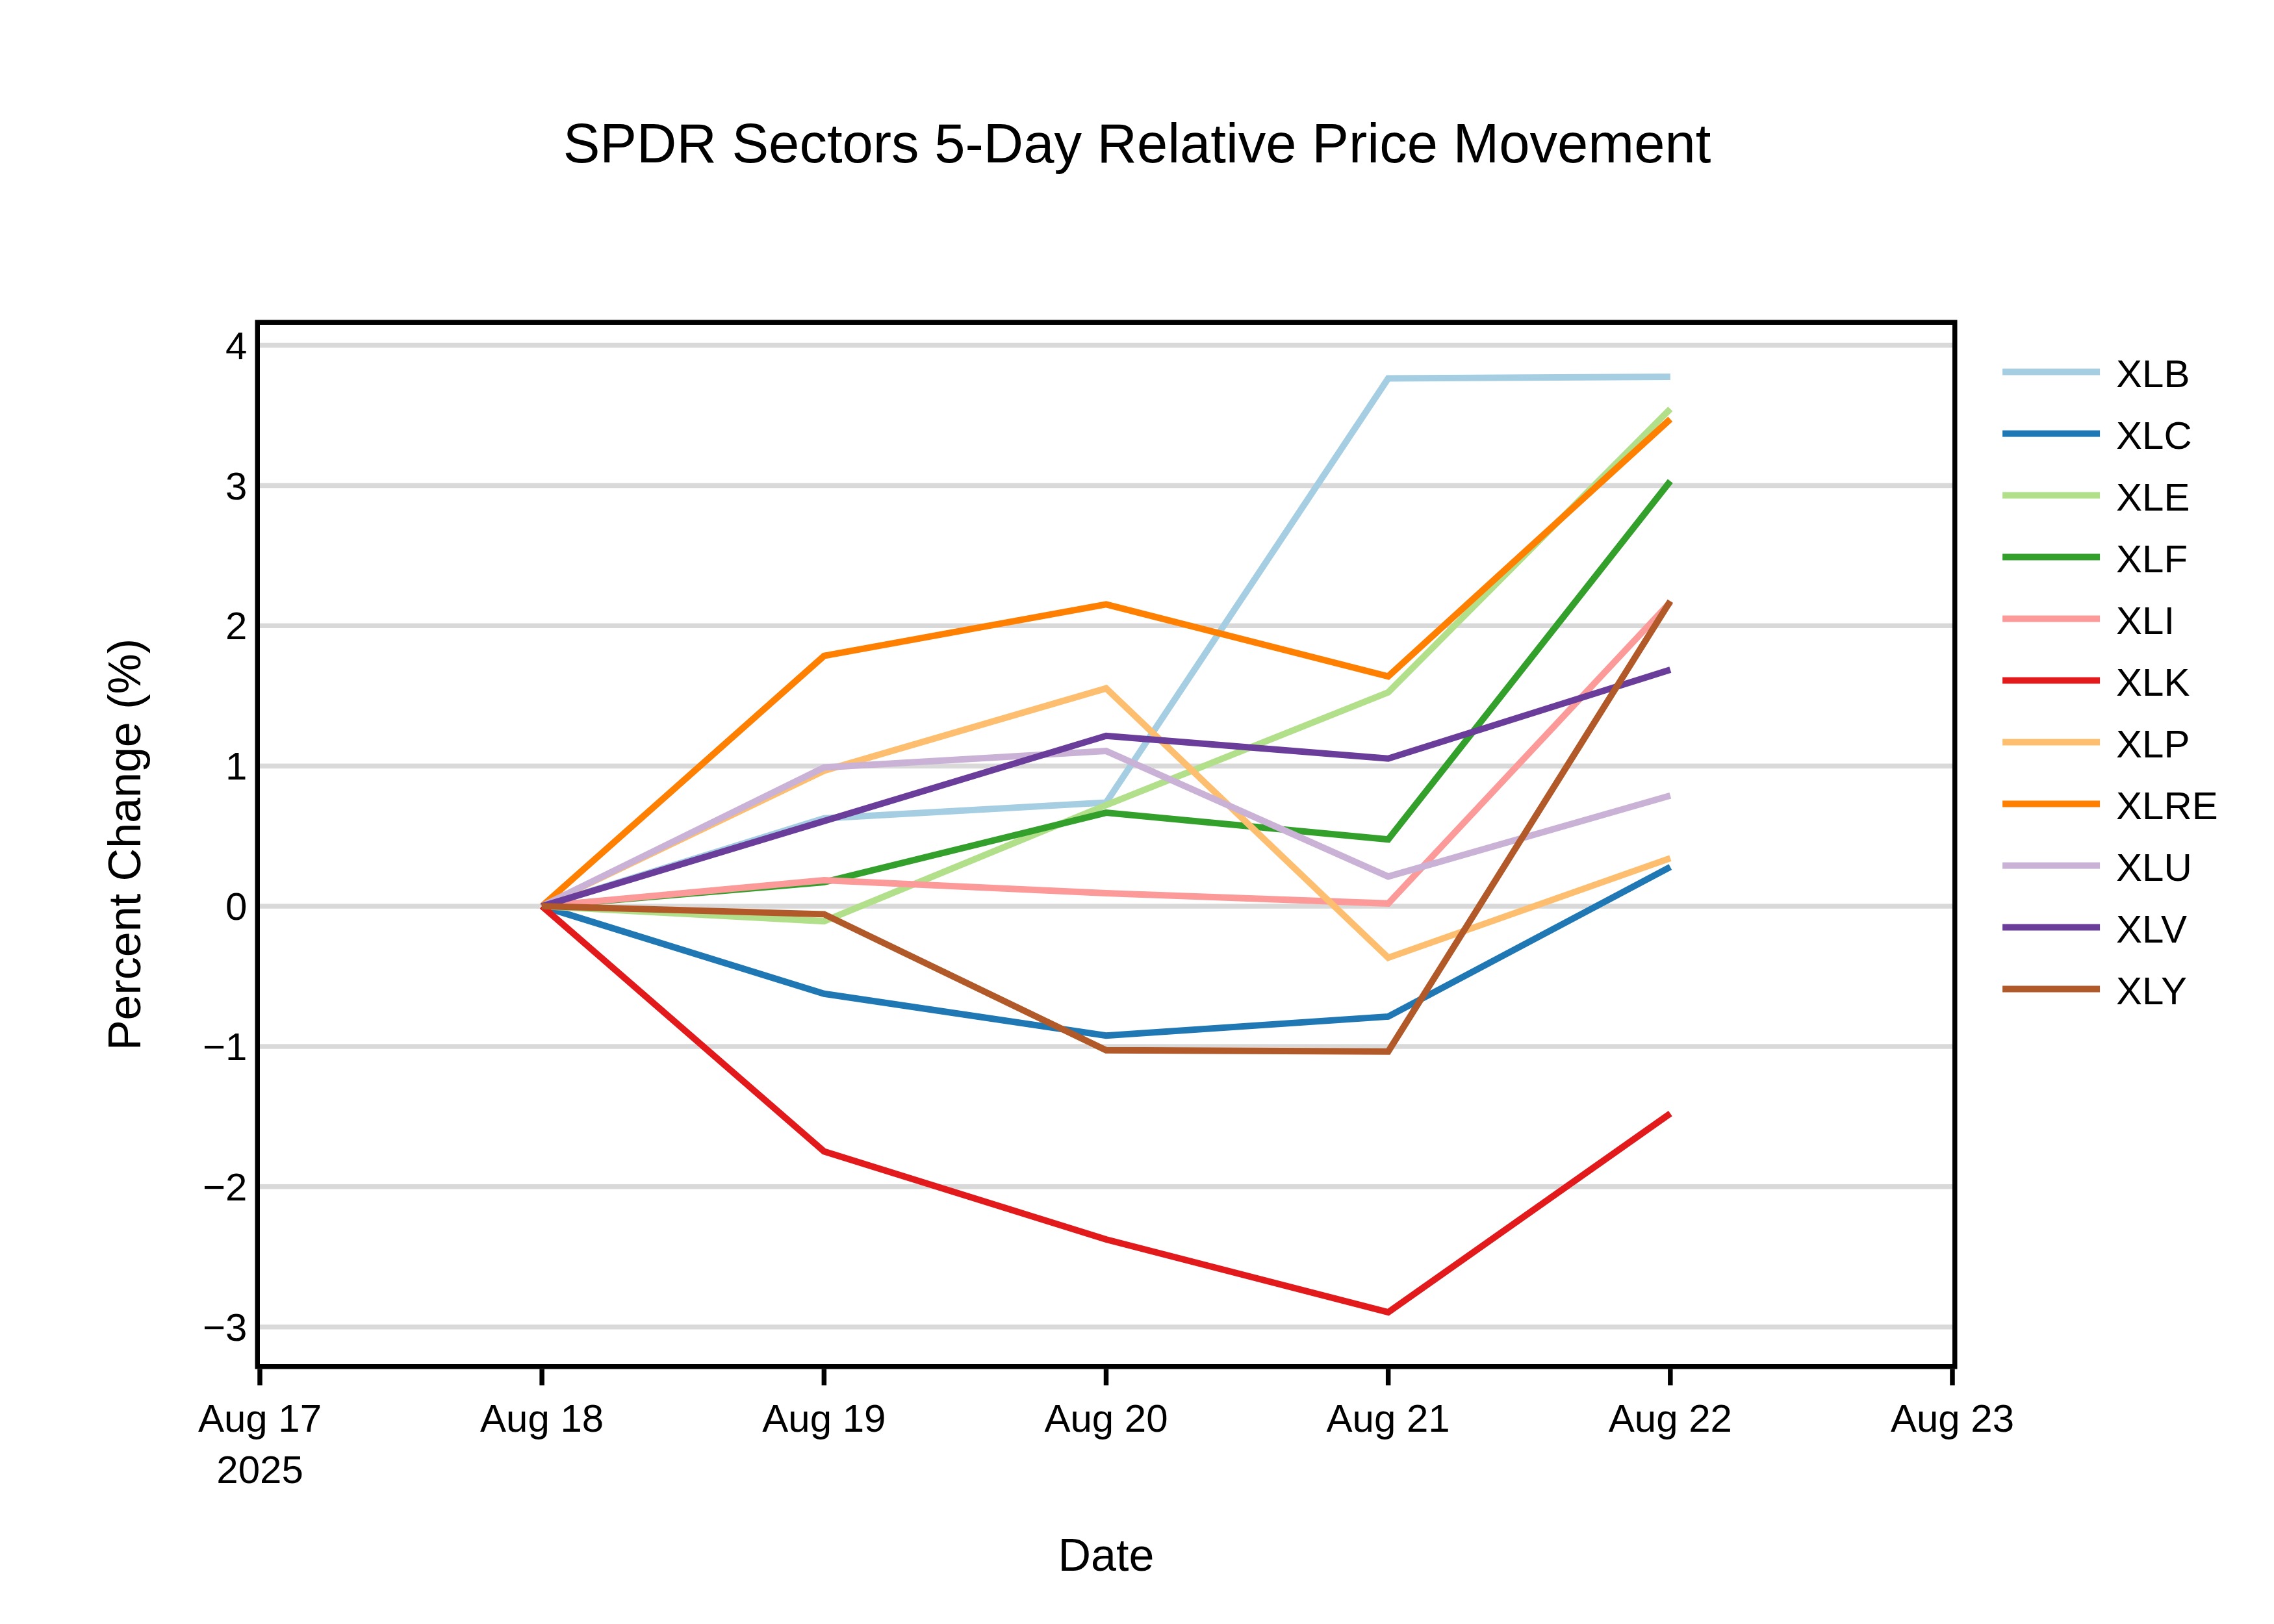 SPDR Sectors 5-Day Relative Price Movement
Percent Change (%)
4
3
2
1
0
−1
−2
−3
Aug 17
2025
Aug 18
Aug 19
Aug 20
Aug 21
Aug 22
Aug 23
Date
XLB
XLC
XLE
XLF
XLI
XLK
XLP
XLRE
XLU
XLV
XLY